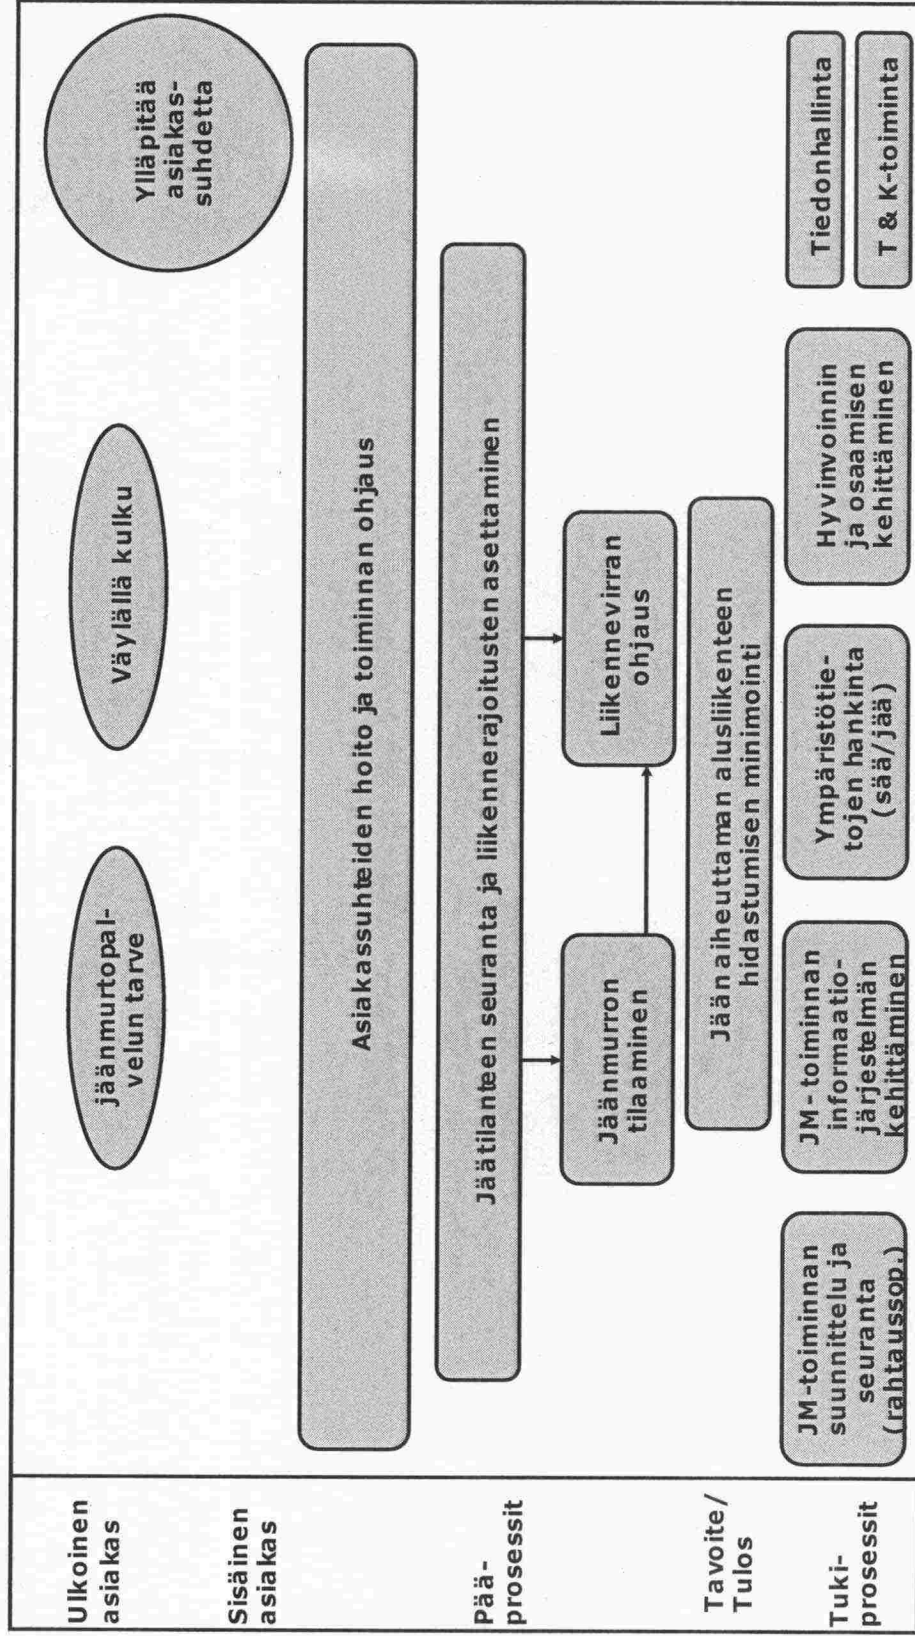 Ulkoinen
asiakas
jäänmurtopal-
velun tarve
Väylällä kulku
Ylläpitää
asiakas-
suhdetta
Sisäinen
asiakas
Asiakassuhteiden hoito ja toiminnan ohjaus
Pää-
prosessit
Jäätilanteen seuranta ja liikennerajoitusten asettaminen
Jäänmurron
tilaaminen
Liikennevirran
ohjaus
Tavoite/
Tulos
Jään aiheuttaman alusliikenteen
hidastumisen minimointi
Tuki-
prosessit
JM-toiminnan
suunnittelu ja
seuranta
(rahtaussop.)
JM-toiminnan
informaatio-
järjestelmän
kehittäminen
Ympäristötie-
tojen hankinta
(sää/jää)
Hyvinvoinnin
ja osaamisen
kehittäminen
Tiedonhallinta
T & K-toiminta